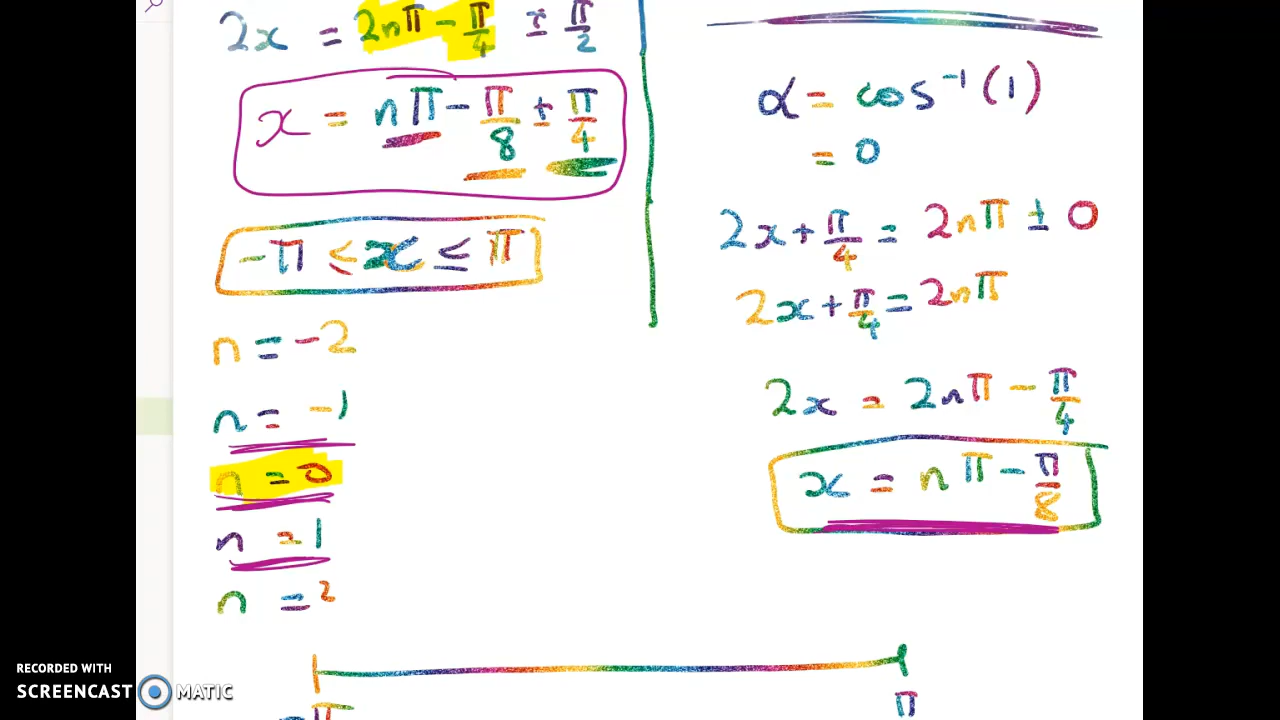 2x = 2nπ - π/4 ± π/2
x = nπ - π/8 ± π/4
-π ≤ x ≤ π
n = -2
n = -1
n = 0
n = 1
n = 2
-π
π
α = cos⁻¹(1)
= 0
2x + π/4 = 2nπ ± 0
2x + π/4 = 2nπ
2x = 2nπ - π/4
x = nπ - π/8
RECORDED WITH
SCREENCAST MATIC